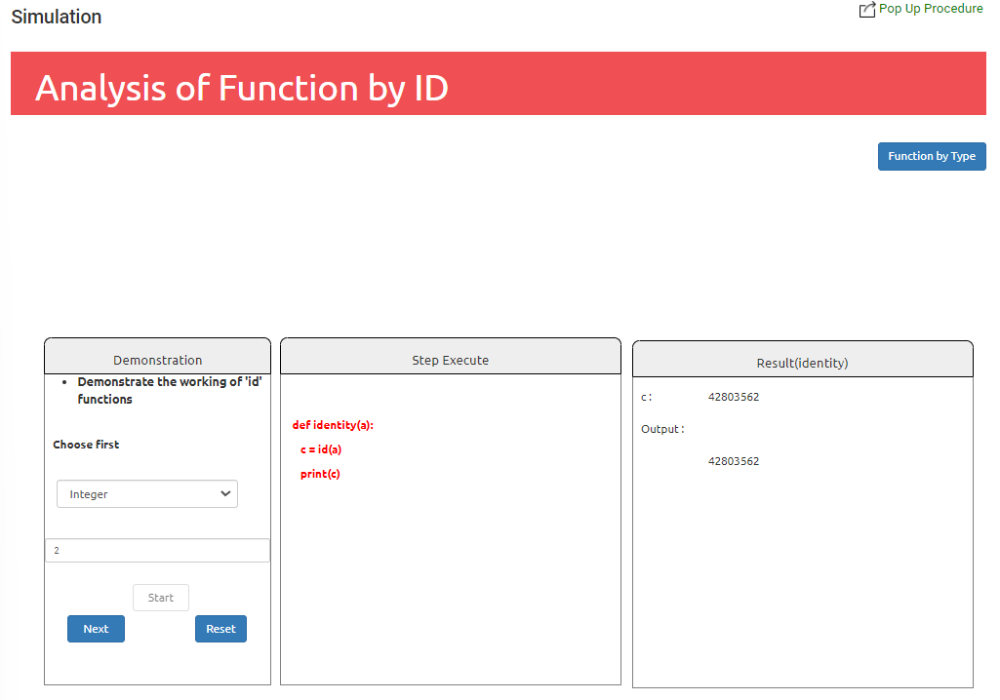 Simulation
Pop Up Procedure
Analysis of Function by ID
Function by Type
Demonstration
Demonstrate the working of 'id'
functions
Choose first
Integer
2
Start
Next
Reset
Step Execute
def identity(a):
c = id(a)
print(c)
Result(identity)
c : 42803562
Output :
42803562